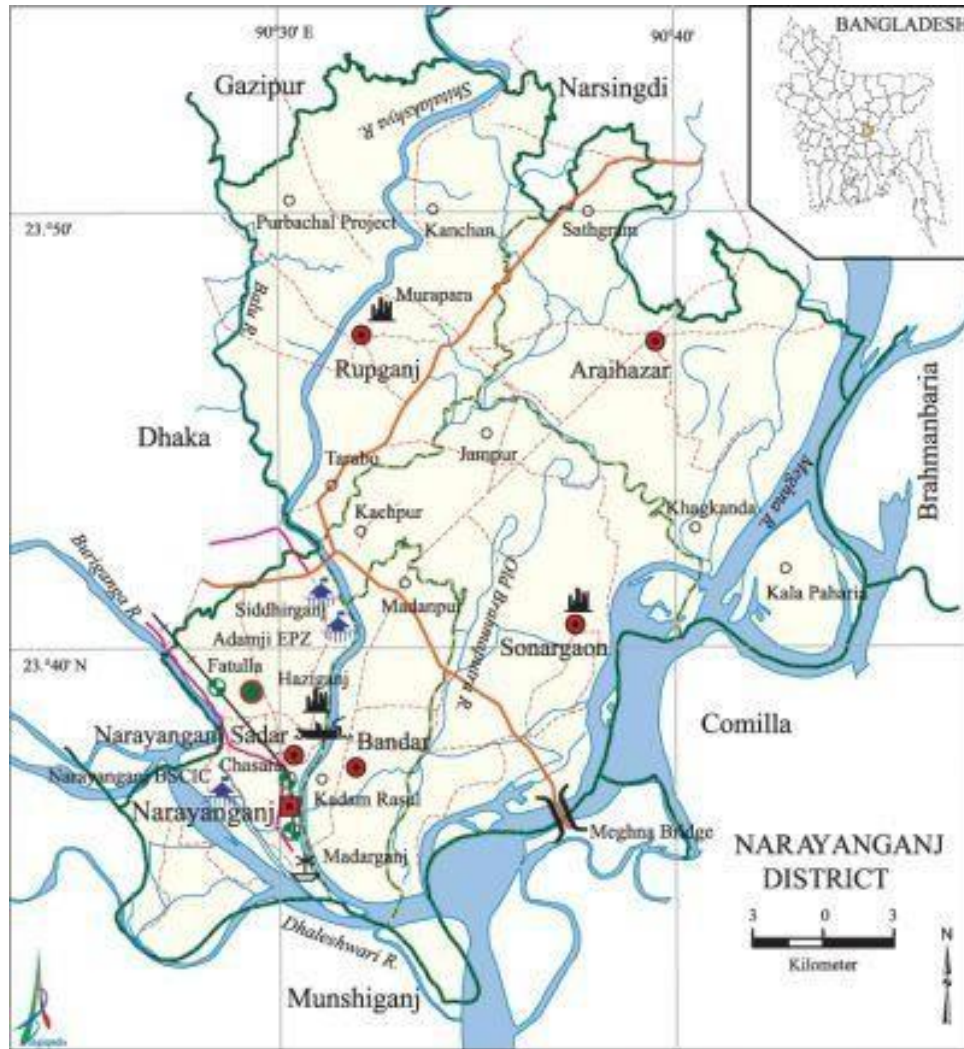 90°30' E
90°40'
BANGLADESH
Gazipur
Narsingdi
Shitalakshya R.
Purbachal Project
Kanchan
Sathgram
23.°50'
Balu R.
Murapara
Rupganj
Araihazar
Dhaka
Brahmanbaria
Jampur
Tarabo
Meghna R.
Khagkanda
Kachpur
Buriganga R.
Old Brahmaputra R.
Kala Paharia
Siddhirganj
Madanpur
Adamji EPZ
Sonargaon
23.°40' N
Fatulla
Haziganj
Comilla
Narayanganj Sadar
Bandar
Narayanganj BSCIC
Chasara
Kadam Rasul
Narayanganj
Meghna Bridge
Madarganj
NARAYANGANJ
DISTRICT
Dhaleshwari R.
3 0 3
Kilometer
N
Munshiganj